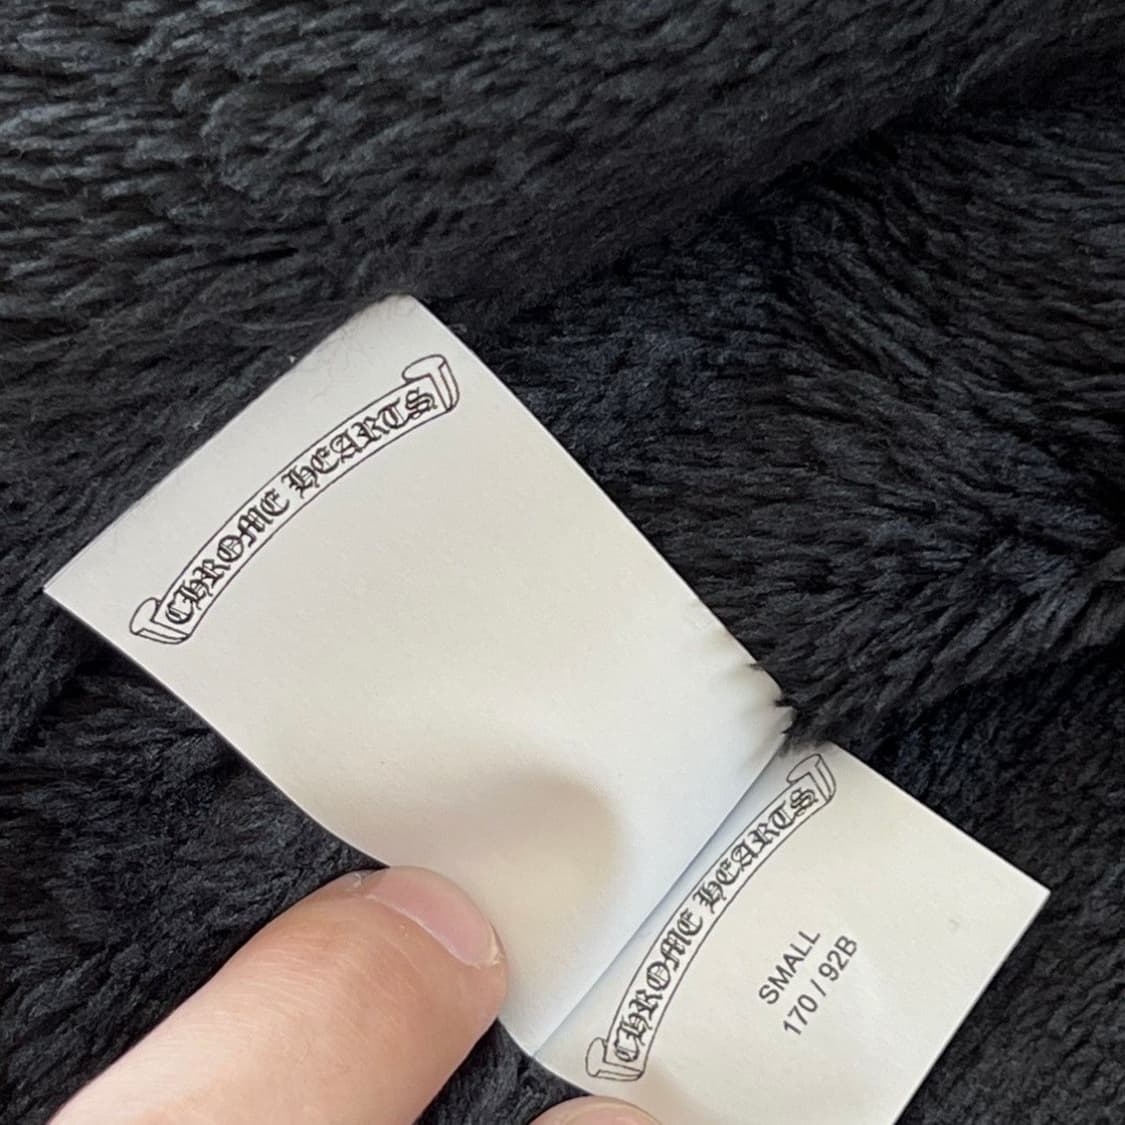 CHROME HEARTS
CHROME HEARTS
SMALL
170 / 92B